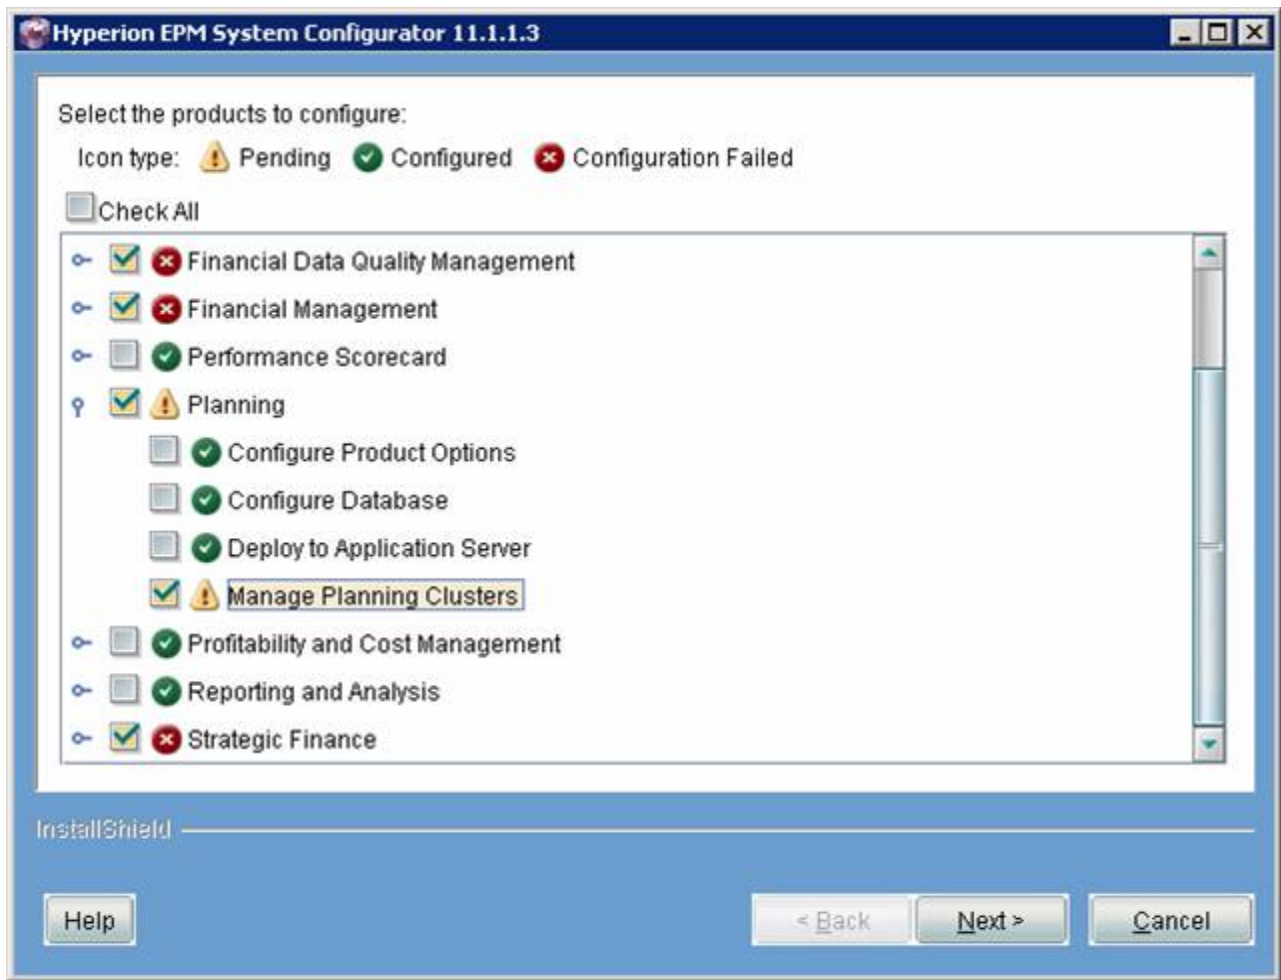 Hyperion EPM System Configurator 11.1.1.3
Select the products to configure:
Icon type: Pending Configured Configuration Failed
Check All
Financial Data Quality Management
Financial Management
Performance Scorecard
Planning
Configure Product Options
Configure Database
Deploy to Application Server
Manage Planning Clusters
Profitability and Cost Management
Reporting and Analysis
Strategic Finance
InstallShield
Help < Back Next > Cancel